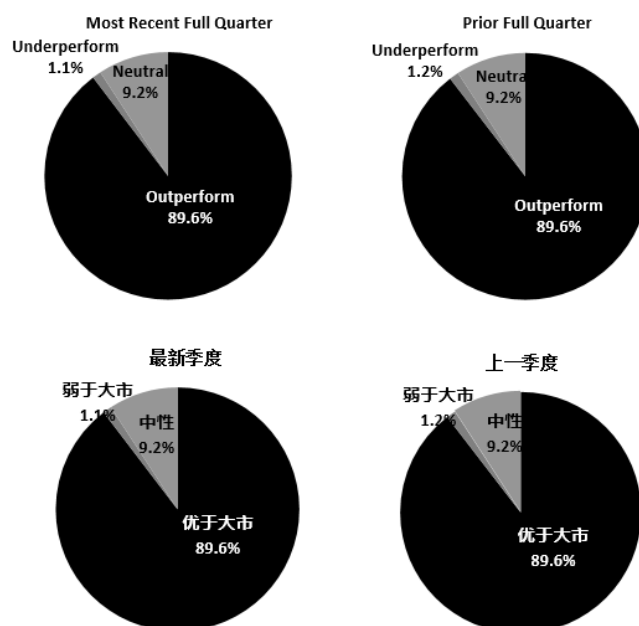 Most Recent Full Quarter
Underperform
1.1%
Neutral
9.2%
Outperform
89.6%
Prior Full Quarter
Underperform
1.2%
Neutra
9.2%
Outperform
89.6%
最新季度
弱于大市
1.1%
中性
9.2%
优于大市
89.6%
上一季度
弱于大市
1.2%
中性
9.2%
优于大市
89.6%